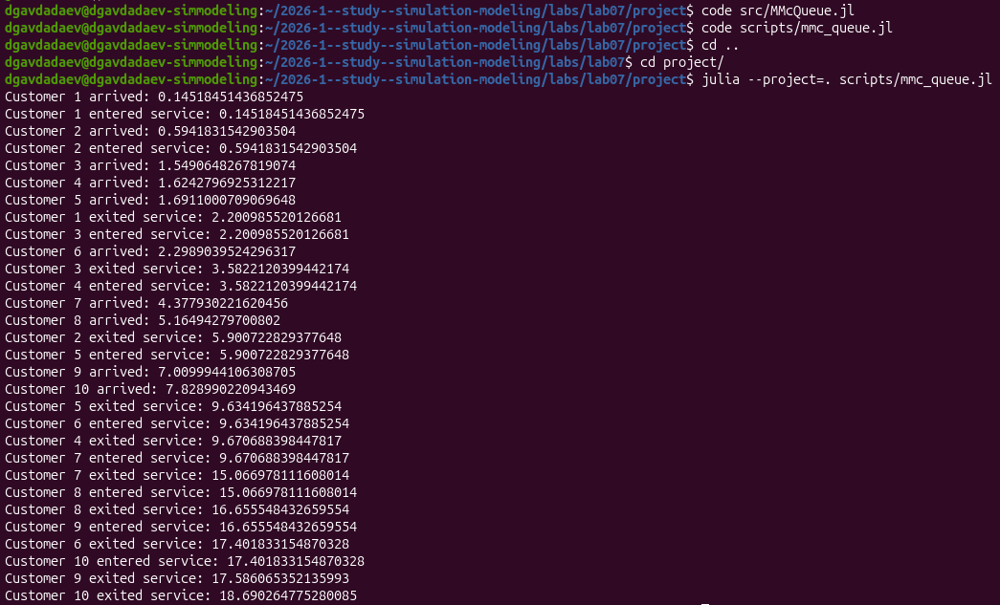 dgavdadaev@dgavdadaev-simmodeling:~/2026-1--study--simulation-modeling/labs/lab07/project$ code src/MMcQueue.jl
dgavdadaev@dgavdadaev-simmodeling:~/2026-1--study--simulation-modeling/labs/lab07/project$ code scripts/mmc_queue.jl
dgavdadaev@dgavdadaev-simmodeling:~/2026-1--study--simulation-modeling/labs/lab07/project$ cd ..
dgavdadaev@dgavdadaev-simmodeling:~/2026-1--study--simulation-modeling/labs/lab07$ cd project/
dgavdadaev@dgavdadaev-simmodeling:~/2026-1--study--simulation-modeling/labs/lab07/project$ julia --project=. scripts/mmc_queue.jl
Customer 1 arrived: 0.14518451436852475
Customer 1 entered service: 0.14518451436852475
Customer 2 arrived: 0.5941831542903504
Customer 2 entered service: 0.5941831542903504
Customer 3 arrived: 1.5490648267819074
Customer 4 arrived: 1.6242796925312217
Customer 5 arrived: 1.6911000709069648
Customer 1 exited service: 2.200985520126681
Customer 3 entered service: 2.200985520126681
Customer 6 arrived: 2.2989039524296317
Customer 3 exited service: 3.5822120399442174
Customer 4 entered service: 3.5822120399442174
Customer 7 arrived: 4.377930221620456
Customer 8 arrived: 5.16494279700802
Customer 2 exited service: 5.900722829377648
Customer 5 entered service: 5.900722829377648
Customer 9 arrived: 7.0099944106308705
Customer 10 arrived: 7.828990220943469
Customer 5 exited service: 9.634196437885254
Customer 6 entered service: 9.634196437885254
Customer 4 exited service: 9.670688398447817
Customer 7 entered service: 9.670688398447817
Customer 7 exited service: 15.066978111608014
Customer 8 entered service: 15.066978111608014
Customer 8 exited service: 16.655548432659554
Customer 9 entered service: 16.655548432659554
Customer 6 exited service: 17.401833154870328
Customer 10 entered service: 17.401833154870328
Customer 9 exited service: 17.586065352135993
Customer 10 exited service: 18.690264775280085